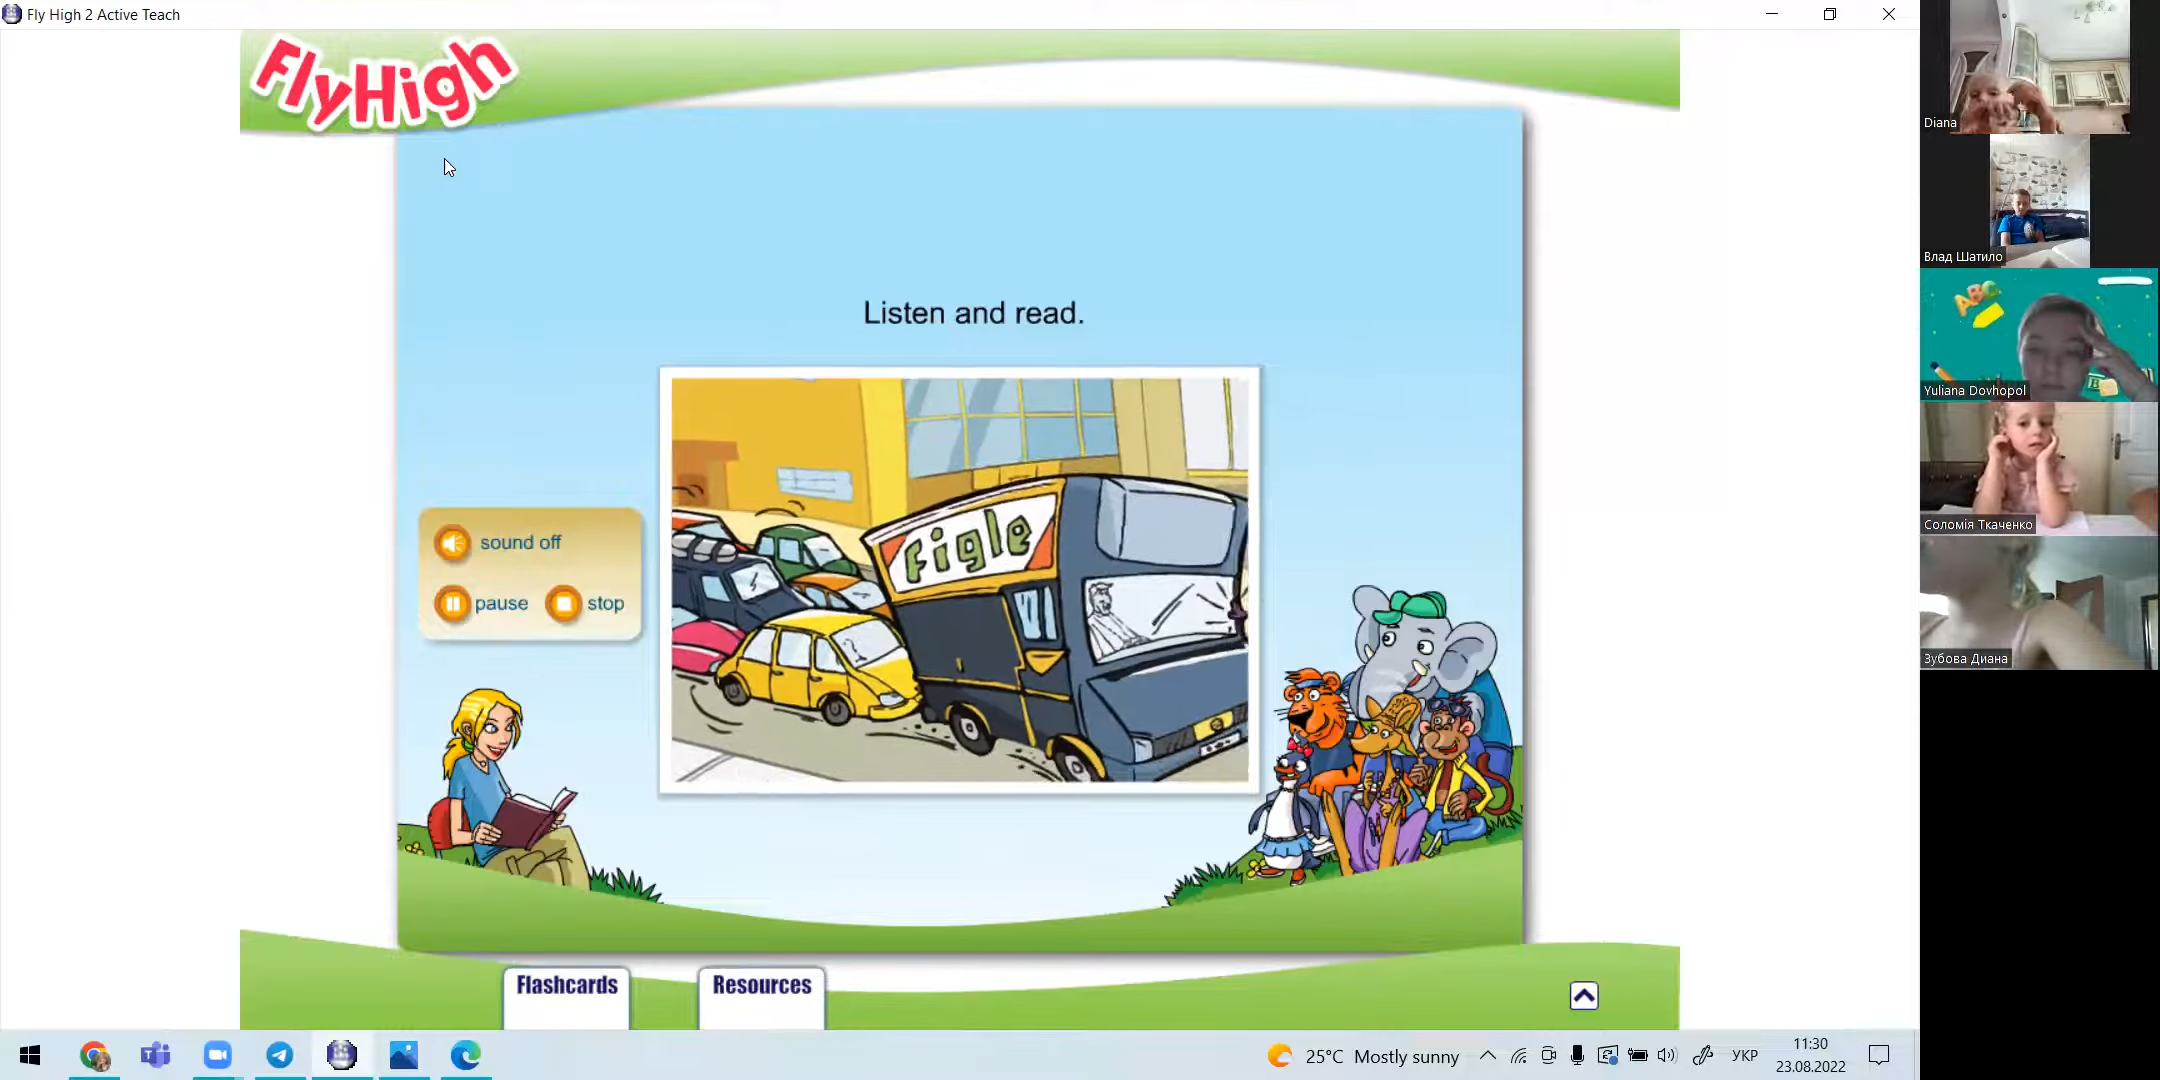 Fly High 2 Active Teach
FlyHigh
Listen and read.
Figle
sound off
pause
stop
Flashcards
Resources
Diana
Влад Шатило
ABC
Yuliana Dovhopol
Соломія Ткаченко
Зубова Диана
25°C Mostly sunny
УКР
11:30
23.08.2022